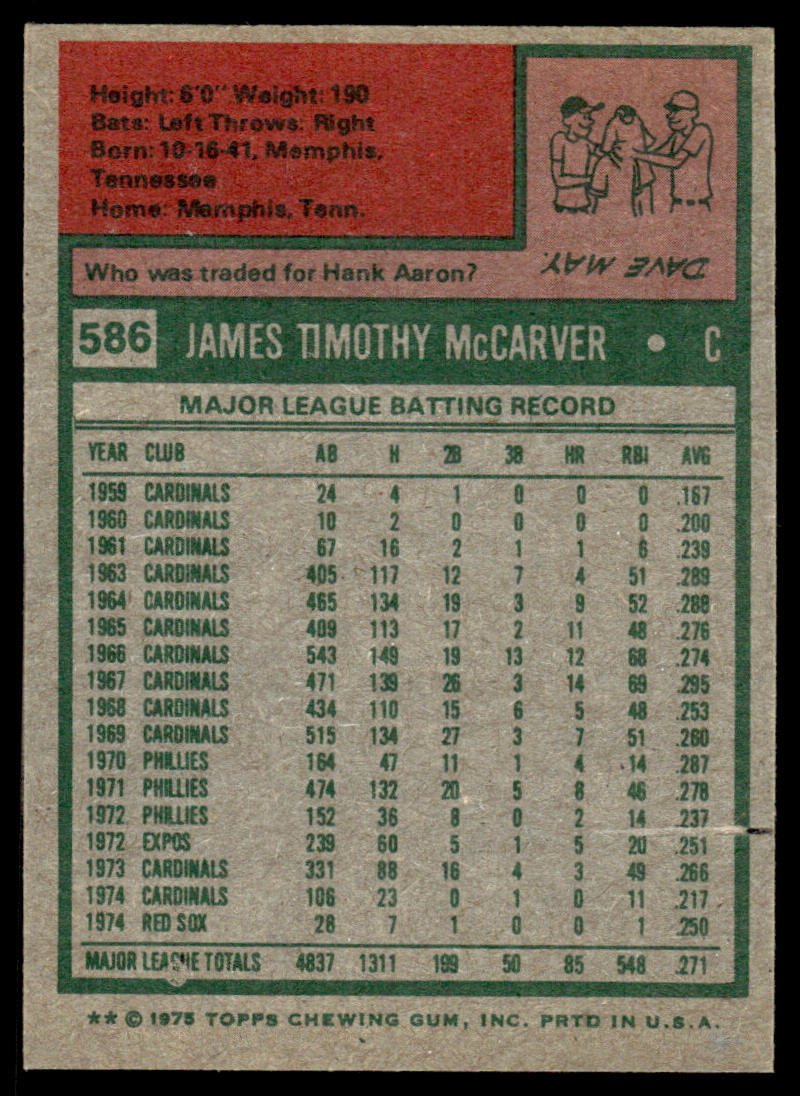 Height: 6'0" Weight: 190
Bats: Left Throws: Right
Born: 10-16-41, Memphis,
Tennessee
Home: Memphis, Tenn.
Who was traded for Hank Aaron?
DAVE MAY.
586 JAMES TIMOTHY McCARVER • C
MAJOR LEAGUE BATTING RECORD
YEAR CLUB AB H 2B 3B HR RBI AVG
1959 CARDINALS 24 4 1 0 0 0 .167
1960 CARDINALS 10 2 0 0 0 0 .200
1961 CARDINALS 67 16 2 1 1 6 .239
1963 CARDINALS 405 117 12 7 4 51 .289
1964 CARDINALS 465 134 19 3 9 52 .288
1965 CARDINALS 409 113 17 2 11 48 .276
1966 CARDINALS 543 149 19 13 12 68 .274
1967 CARDINALS 471 139 26 3 14 69 .295
1968 CARDINALS 434 110 15 6 5 48 .253
1969 CARDINALS 515 134 27 3 7 51 .260
1970 PHILLIES 164 47 11 1 4 14 .287
1971 PHILLIES 474 132 20 5 8 46 .278
1972 PHILLIES 152 36 8 0 2 14 .237
1972 EXPOS 239 60 5 1 5 20 .251
1973 CARDINALS 331 88 16 4 3 49 .266
1974 CARDINALS 106 23 0 1 0 11 .217
1974 RED SOX 28 7 1 0 0 1 .250
MAJOR LEAGUE TOTALS 4837 1311 199 50 85 548 .271
** © 1975 TOPPS CHEWING GUM, INC. PRTD IN U.S.A.